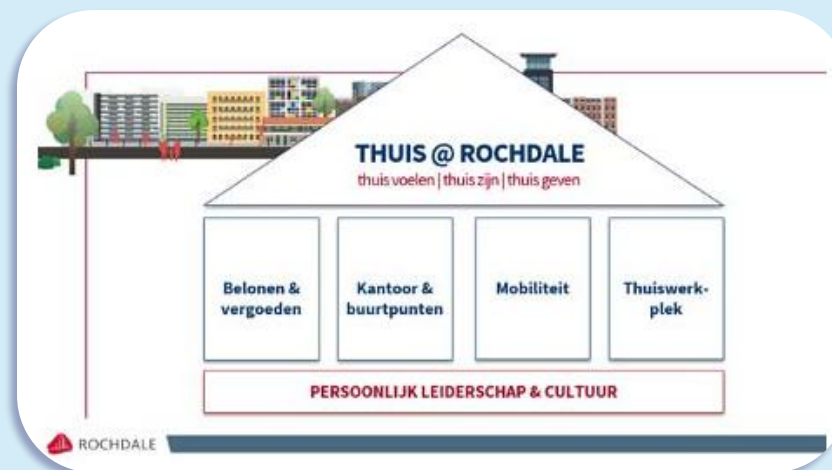 THUIS @ ROCHDALE
thuis voelen | thuis zijn | thuis geven
Belonen &
vergoeden
Kantoor &
buurtpunten
Mobiliteit
Thuiswerk-
plek
PERSOONLIJK LEIDERSCHAP & CULTUUR
ROCHDALE